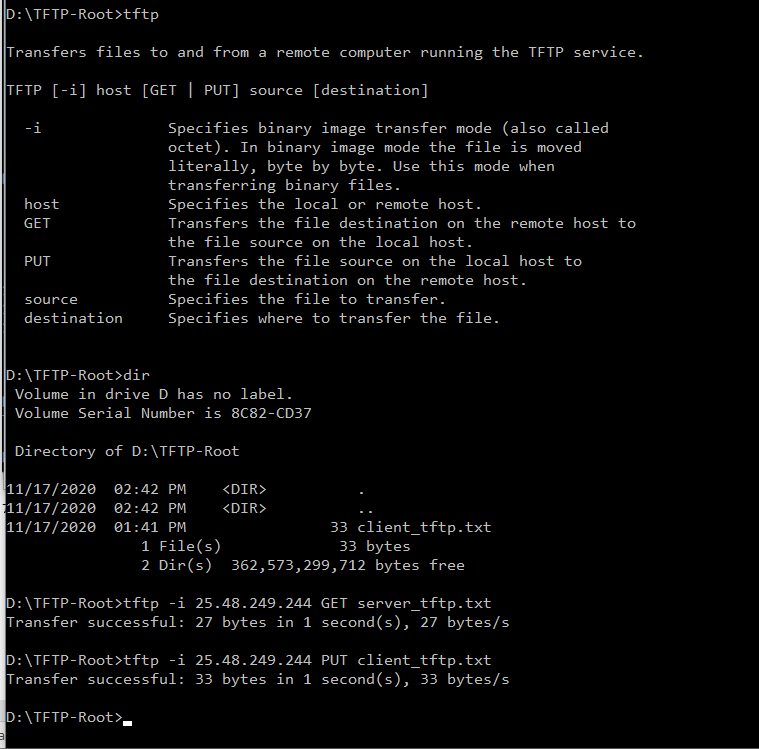 D:\TFTP-Root>tftp
Transfers files to and from a remote computer running the TFTP service.
TFTP [-i] host [GET | PUT] source [destination]
-i Specifies binary image transfer mode (also called
octet). In binary image mode the file is moved
literally, byte by byte. Use this mode when
transferring binary files.
host Specifies the local or remote host.
GET Transfers the file destination on the remote host to
the file source on the local host.
PUT Transfers the file source on the local host to
the file destination on the remote host.
source Specifies the file to transfer.
destination Specifies where to transfer the file.
D:\TFTP-Root>dir
Volume in drive D has no label.
Volume Serial Number is 8C82-CD37
Directory of D:\TFTP-Root
11/17/2020 02:42 PM <DIR> .
11/17/2020 02:42 PM <DIR> ..
11/17/2020 01:41 PM 33 client_tftp.txt
1 File(s) 33 bytes
2 Dir(s) 362,573,299,712 bytes free
D:\TFTP-Root>tftp -i 25.48.249.244 GET server_tftp.txt
Transfer successful: 27 bytes in 1 second(s), 27 bytes/s
D:\TFTP-Root>tftp -i 25.48.249.244 PUT client_tftp.txt
Transfer successful: 33 bytes in 1 second(s), 33 bytes/s
D:\TFTP-Root>